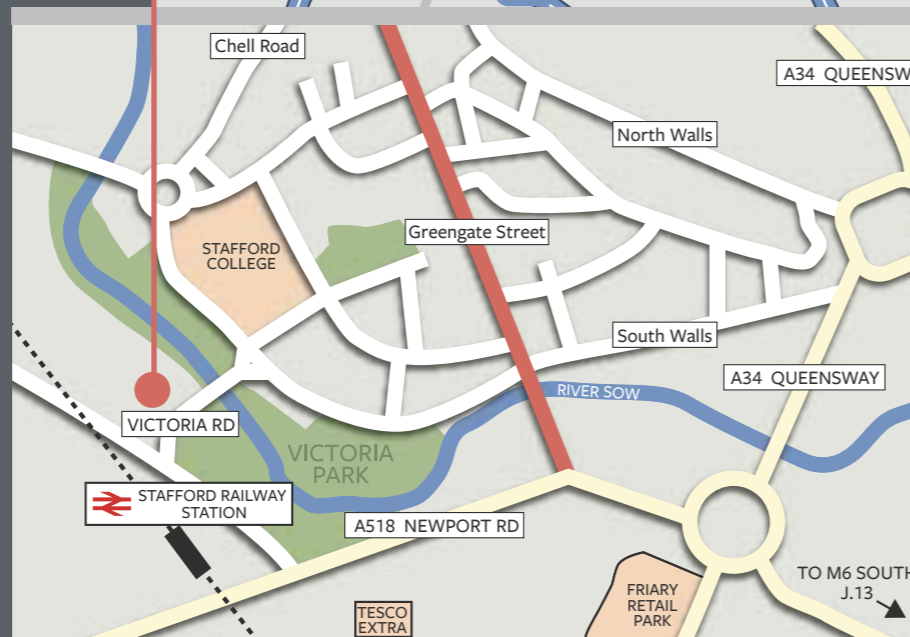 Chell Road
A34 QUEENSW
North Walls
Greengate Street
STAFFORD
COLLEGE
South Walls
A34 QUEENSWAY
RIVER SOW
VICTORIA RD
VICTORIA
PARK
STAFFORD RAILWAY
STATION
A518 NEWPORT RD
TO M6 SOUTH
J.13
FRIARY
RETAIL
PARK
TESCO
EXTRA